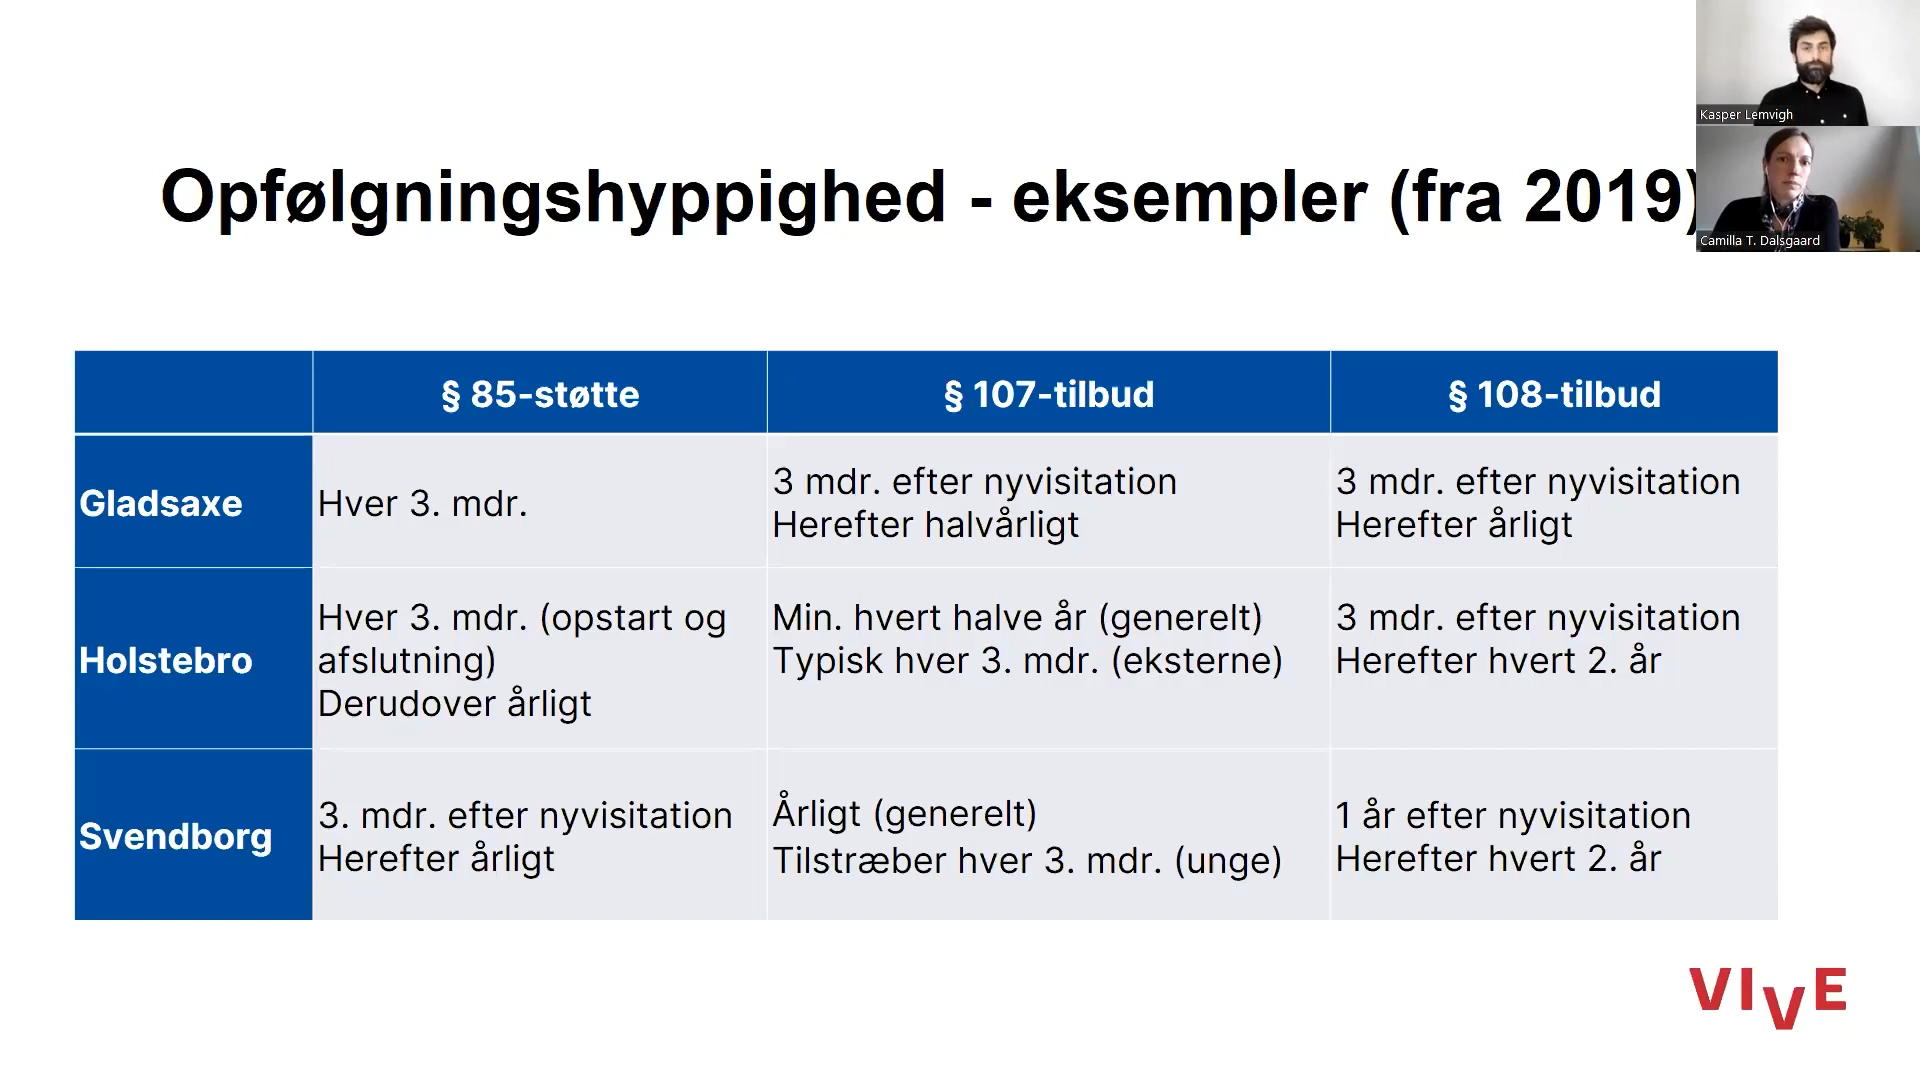 Kasper Lemvigh
Opfølgningshyppighed - eksempler (fra 2019)
Camilla T. Dalsgaard
§ 85-støtte
§ 107-tilbud
§ 108-tilbud
Gladsaxe
Hver 3. mdr.
3 mdr. efter nyvisitation
Herefter halvårligt
3 mdr. efter nyvisitation
Herefter årligt
Holstebro
Hver 3. mdr. (opstart og
afslutning)
Derudover årligt
Min. hvert halve år (generelt)
Typisk hver 3. mdr. (eksterne)
3 mdr. efter nyvisitation
Herefter hvert 2. år
Svendborg
3. mdr. efter nyvisitation
Herefter årligt
Årligt (generelt)
Tilstræber hver 3. mdr. (unge)
1 år efter nyvisitation
Herefter hvert 2. år
VIVE